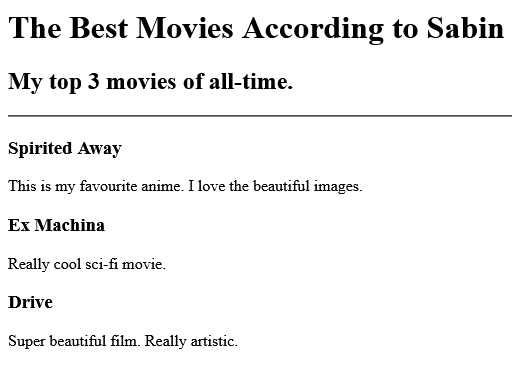 The Best Movies According to Sabin
My top 3 movies of all-time.
Spirited Away
This is my favourite anime. I love the beautiful images.
Ex Machina
Really cool sci-fi movie.
Drive
Super beautiful film. Really artistic.